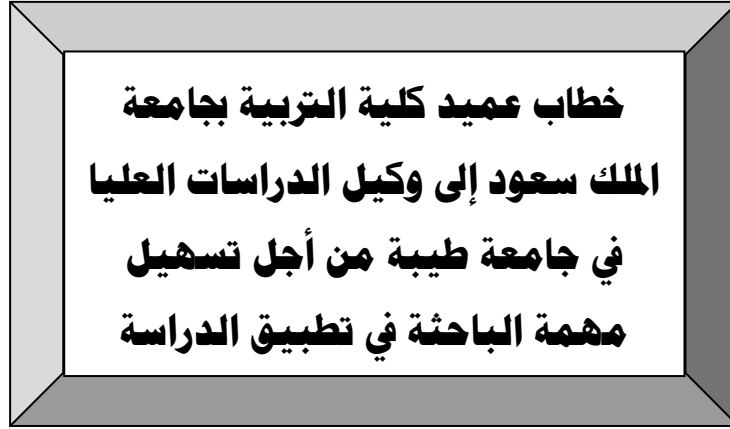 خطاب عميد كلية التربية بجامعة
الملك سعود إلى وكيل الدراسات العليا
في جامعة طيبة من أجل تسهيل
مهمة الباحثة في تطبيق الدراسة